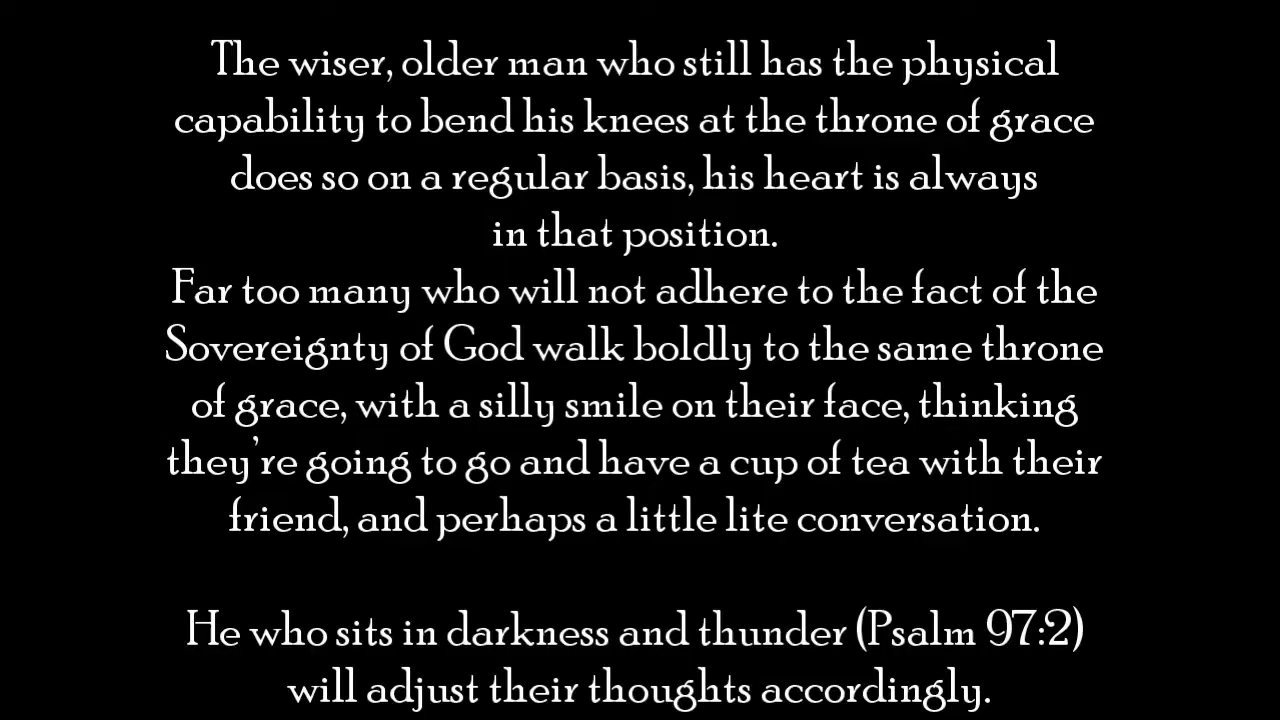 The wiser, older man who still has the physical
capability to bend his knees at the throne of grace
does so on a regular basis, his heart is always
in that position.
Far too many who will not adhere to the fact of the
Sovereignty of God walk boldly to the same throne
of grace, with a silly smile on their face, thinking
they're going to go and have a cup of tea with their
friend, and perhaps a little lite conversation.
He who sits in darkness and thunder (Psalm 97:2)
will adjust their thoughts accordingly.